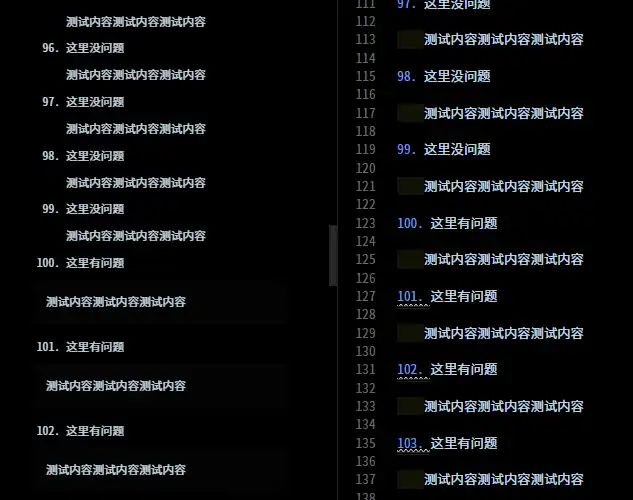 测试内容测试内容测试内容
96. 这里没问题
测试内容测试内容测试内容
97. 这里没问题
测试内容测试内容测试内容
98. 这里没问题
测试内容测试内容测试内容
99. 这里没问题
测试内容测试内容测试内容
100. 这里有问题
测试内容测试内容测试内容
101. 这里有问题
测试内容测试内容测试内容
102. 这里有问题
测试内容测试内容测试内容
111 97. 这里没问题
112
113 测试内容测试内容测试内容
114
115 98. 这里没问题
116
117 测试内容测试内容测试内容
118
119 99. 这里没问题
120
121 测试内容测试内容测试内容
122
123 100. 这里有问题
124
125 测试内容测试内容测试内容
126
127 101. 这里有问题
128
129 测试内容测试内容测试内容
130
131 102. 这里有问题
132
133 测试内容测试内容测试内容
134
135 103. 这里有问题
136
137 测试内容测试内容测试内容
138